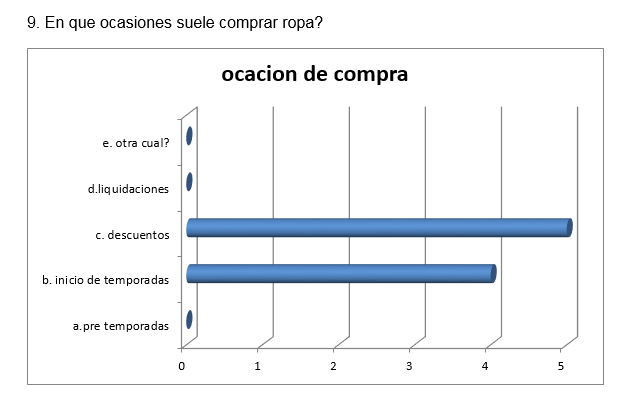 9. En que ocasiones suele comprar ropa?
ocacion de compra
e. otra cual?
d.liquidaciones
c. descuentos
b. inicio de temporadas
a.pre temporadas
0 1 2 3 4 5